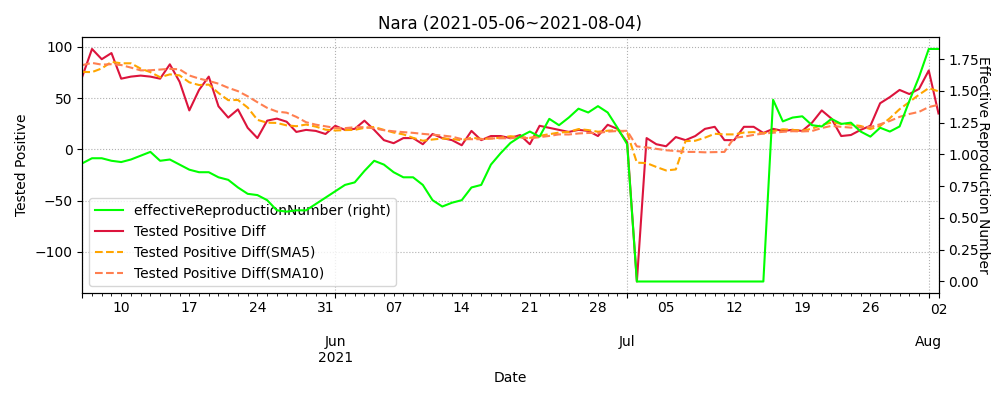 Nara (2021-05-06~2021-08-04)
100
50
0
−50
−100
Tested Positive
1.75
1.50
1.25
1.00
0.75
0.50
0.25
0.00
Effective Reproduction Number
effectiveReproductionNumber (right)
Tested Positive Diff
Tested Positive Diff(SMA5)
Tested Positive Diff(SMA10)
10 17 24 31 07 14 21 28 05 12 19 26 02
Jun Jul Aug
2021
Date